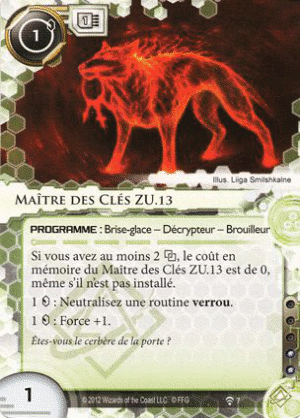 1
Illus. Liiga Smilshkalne
MAÎTRE DES CLÉS ZU.13
PROGRAMME : Brise-glace – Décrypteur – Brouilleur
Si vous avez au moins 2 , le coût en
mémoire du Maître des Clés ZU.13 est de 0,
même s'il nest pas installé.
1 : Neutralisez une routine verrou.
1 : Force +1.
Êtes-vous le cerbère de la porte ?
1
© 2012 Wizards of the Coast LLC. © FFG 7